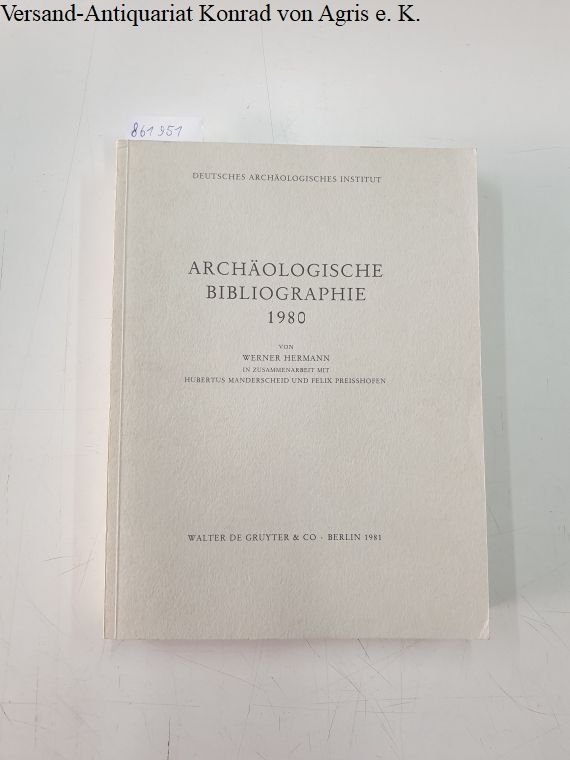 Versand-Antiquariat Konrad von Agris e. K.
861951
DEUTSCHES ARCHÄOLOGISCHES INSTITUT
ARCHÄOLOGISCHE
BIBLIOGRAPHIE
1980
VON
WERNER HERMANN
IN ZUSAMMENARBEIT MIT
HUBERTUS MANDERSCHEID UND FELIX PREISSHOFEN
WALTER DE GRUYTER & CO · BERLIN 1981